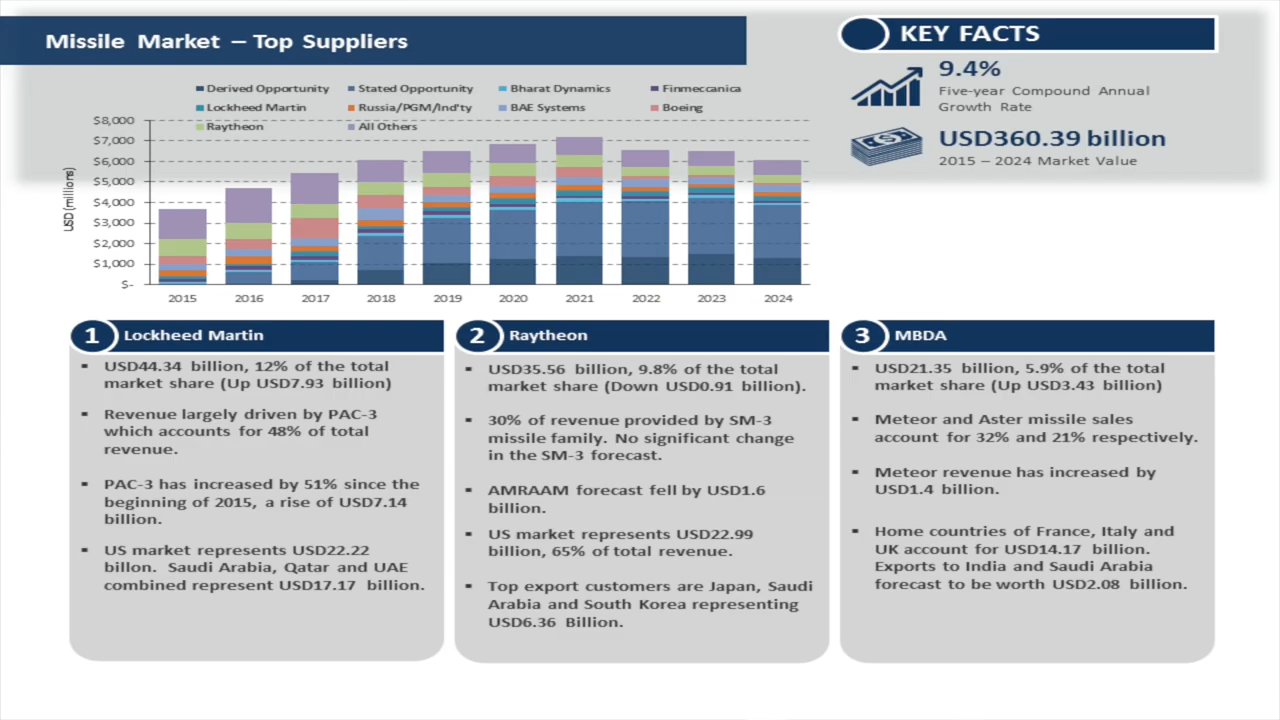 Missile Market – Top Suppliers
KEY FACTS
9.4%
Five-year Compound Annual
Growth Rate
USD360.39 billion
2015 – 2024 Market Value
Derived Opportunity
Stated Opportunity
Bharat Dynamics
Finmeccanica
Lockheed Martin
Russia/PGM/Ind'ty
BAE Systems
Boeing
Raytheon
All Others
USD (millions)
$8,000
$7,000
$6,000
$5,000
$4,000
$3,000
$2,000
$1,000
$-
2015 2016 2017 2018 2019 2020 2021 2022 2023 2024
1 Lockheed Martin
▪ USD44.34 billion, 12% of the total
market share (Up USD7.93 billion)
▪ Revenue largely driven by PAC-3
which accounts for 48% of total
revenue.
▪ PAC-3 has increased by 51% since the
beginning of 2015, a rise of USD7.14
billion.
▪ US market represents USD22.22
billon. Saudi Arabia, Qatar and UAE
combined represent USD17.17 billion.
2 Raytheon
▪ USD35.56 billion, 9.8% of the total
market share (Down USD0.91 billion).
▪ 30% of revenue provided by SM-3
missile family. No significant change
in the SM-3 forecast.
▪ AMRAAM forecast fell by USD1.6
billion.
▪ US market represents USD22.99
billion, 65% of total revenue.
▪ Top export customers are Japan, Saudi
Arabia and South Korea representing
USD6.36 Billion.
3 MBDA
▪ USD21.35 billion, 5.9% of the total
market share (Up USD3.43 billion)
▪ Meteor and Aster missile sales
account for 32% and 21% respectively.
▪ Meteor revenue has increased by
USD1.4 billion.
▪ Home countries of France, Italy and
UK account for USD14.17 billion.
Exports to India and Saudi Arabia
forecast to be worth USD2.08 billion.